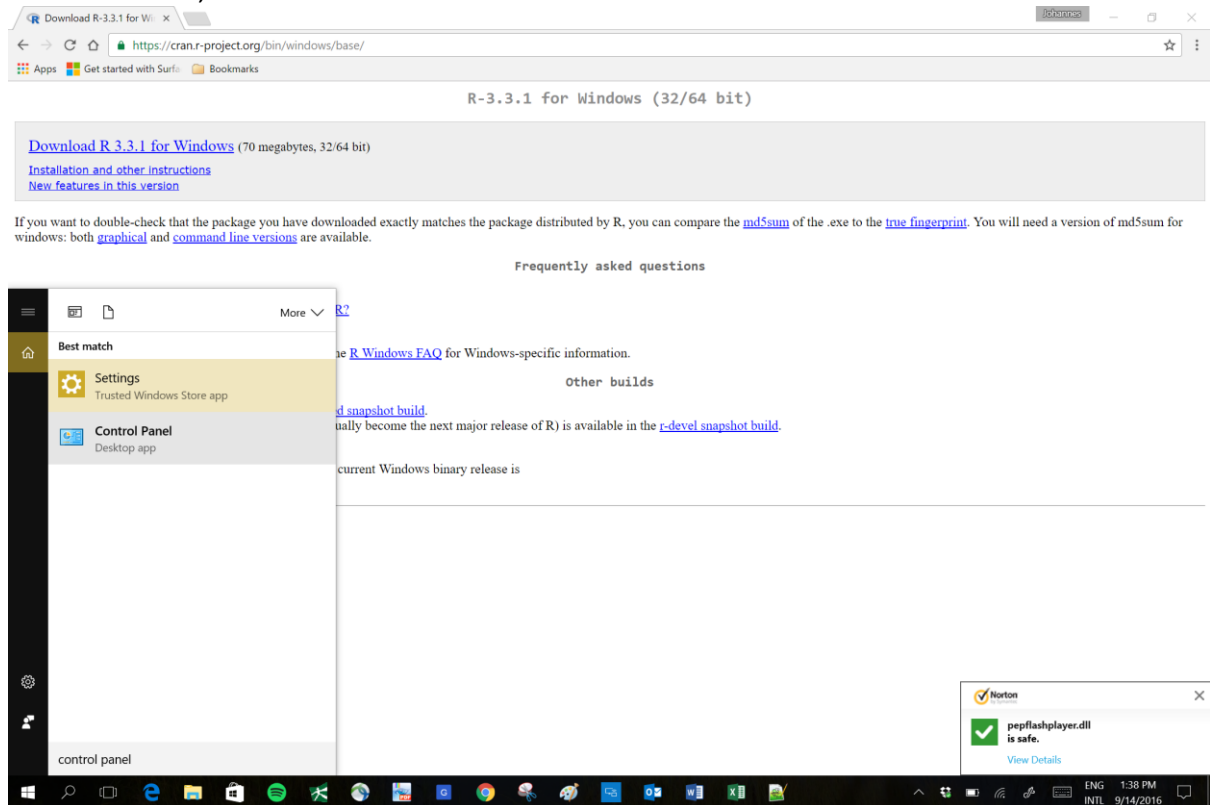 Download R-3.3.1 for Wi
Johannes
https://cran.r-project.org/bin/windows/base/
Apps Get started with Surfa Bookmarks
R-3.3.1 for Windows (32/64 bit)
Download R 3.3.1 for Windows (70 megabytes, 32/64 bit)
Installation and other instructions
New features in this version
If you want to double-check that the package you have downloaded exactly matches the package distributed by R, you can compare the md5sum of the .exe to the true fingerprint. You will need a version of md5sum for
windows: both graphical and command line versions are available.
Frequently asked questions
R?
R Windows FAQ for Windows-specific information.
Other builds
d snapshot build.
ually become the next major release of R) is available in the r-devel snapshot build.
current Windows binary release is
More
Best match
Settings
Trusted Windows Store app
Control Panel
Desktop app
control panel
Norton
by Symantec
pepflashplayer.dll
is safe.
View Details
ENG 1:38 PM
INTL 9/14/2016